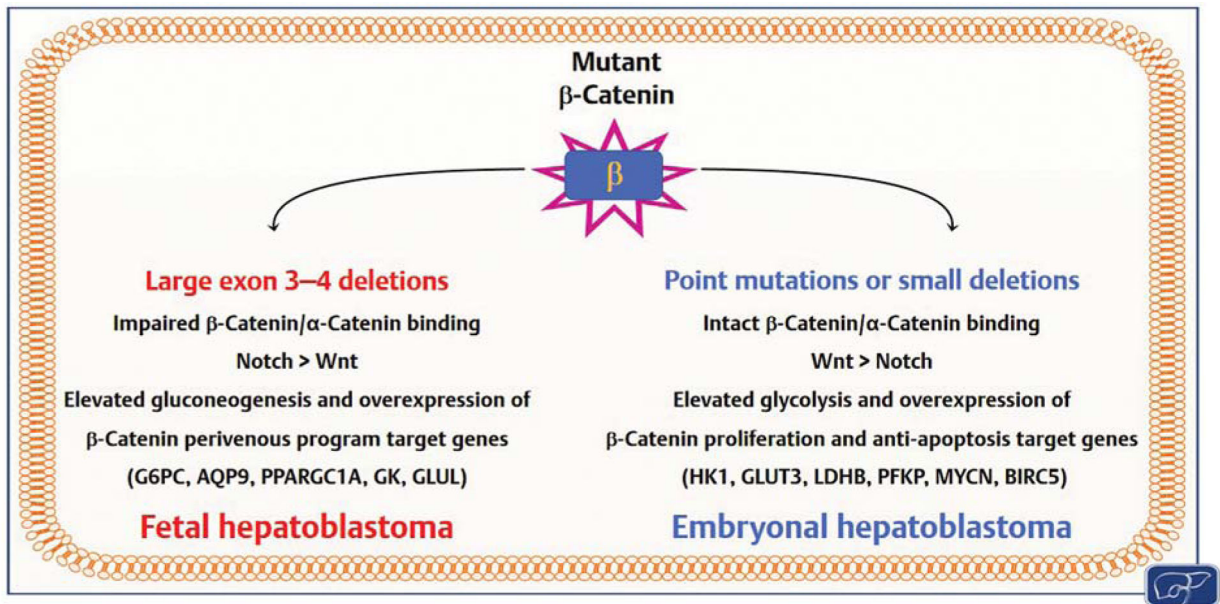 Mutant
β-Catenin
β
Large exon 3–4 deletions
Impaired β-Catenin/α-Catenin binding
Notch > Wnt
Elevated gluconeogenesis and overexpression of
β-Catenin perivenous program target genes
(G6PC, AQP9, PPARGC1A, GK, GLUL)
Fetal hepatoblastoma
Point mutations or small deletions
Intact β-Catenin/α-Catenin binding
Wnt > Notch
Elevated glycolysis and overexpression of
β-Catenin proliferation and anti-apoptosis target genes
(HK1, GLUT3, LDHB, PFKP, MYCN, BIRC5)
Embryonal hepatoblastoma